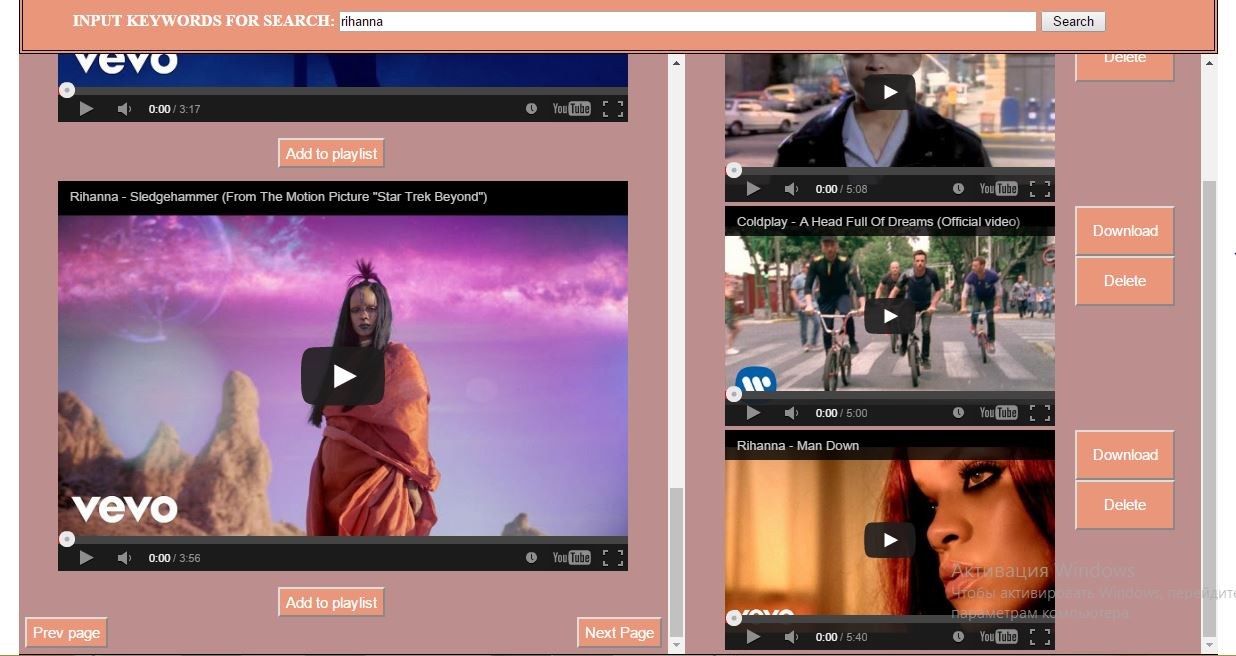 INPUT KEYWORDS FOR SEARCH: rihanna Search
vevo
0:00 / 3:17 YouTube
Add to playlist
Rihanna - Sledgehammer (From The Motion Picture "Star Trek Beyond")
vevo
0:00 / 3:56 YouTube
Add to playlist
Prev page Next Page
Delete
0:00 / 5:08 YouTube
Coldplay - A Head Full Of Dreams (Official video)
Download
Delete
0:00 / 5:00 YouTube
Rihanna - Man Down
Download
Delete
vevo
0:00 / 5:40 YouTube
Активация Windows
Чтобы активировать Windows, перейдите
параметрам компьютера.